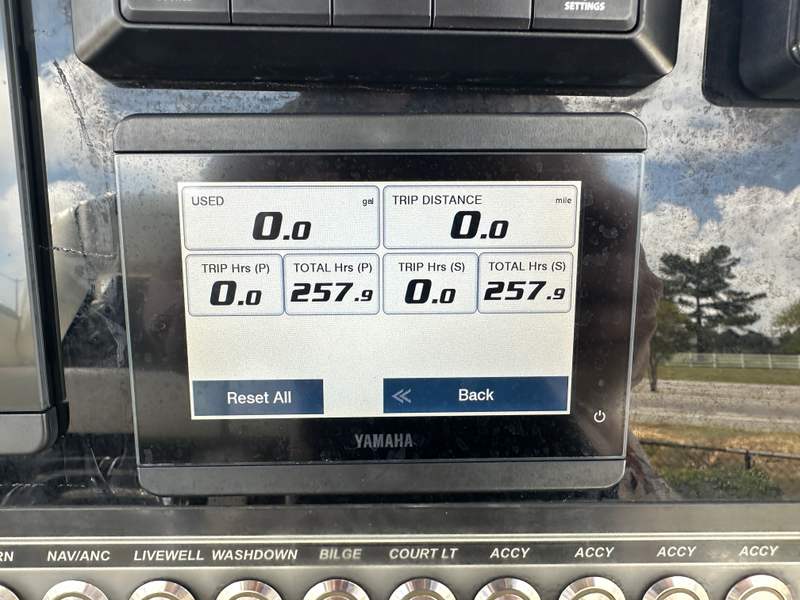 SETTINGS
USED gal TRIP DISTANCE mile
0.0 0.0
TRIP Hrs (P) TOTAL Hrs (P) TRIP Hrs (S) TOTAL Hrs (S)
0.0 257.9 0.0 257.9
Reset All Back
YAMAHA
NAV/ANC LIVEWELL WASHDOWN BILGE COURT LT ACCY ACCY ACCY ACCY